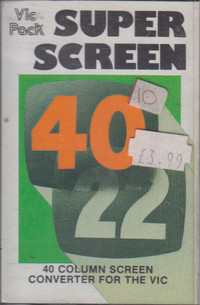 Vic
Pack
SUPER
SCREEN
10
40
£3.99
22
40 COLUMN SCREEN
CONVERTER FOR THE VIC